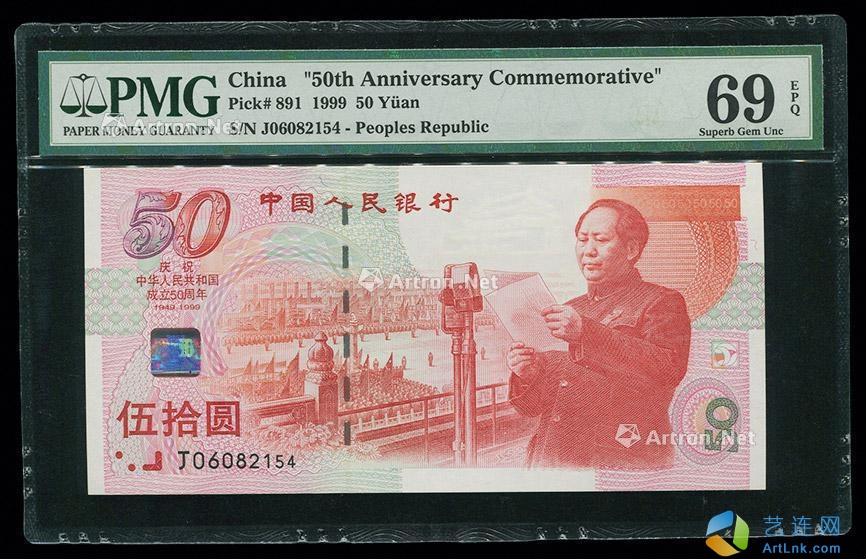 PMG
PAPER MONEY GUARANTY
China "50th Anniversary Commemorative"
Pick# 891 1999 50 Yüan
S/N J06082154 - Peoples Republic
69
EPQ
Superb Gem Unc
50
中国人民银行
庆祝
中华人民共和国
成立50周年
1949-1999
伍拾圆
J06082154
50
Artron.Net
Artron.Net
Artron.Net
艺连网
ArtLnk.com